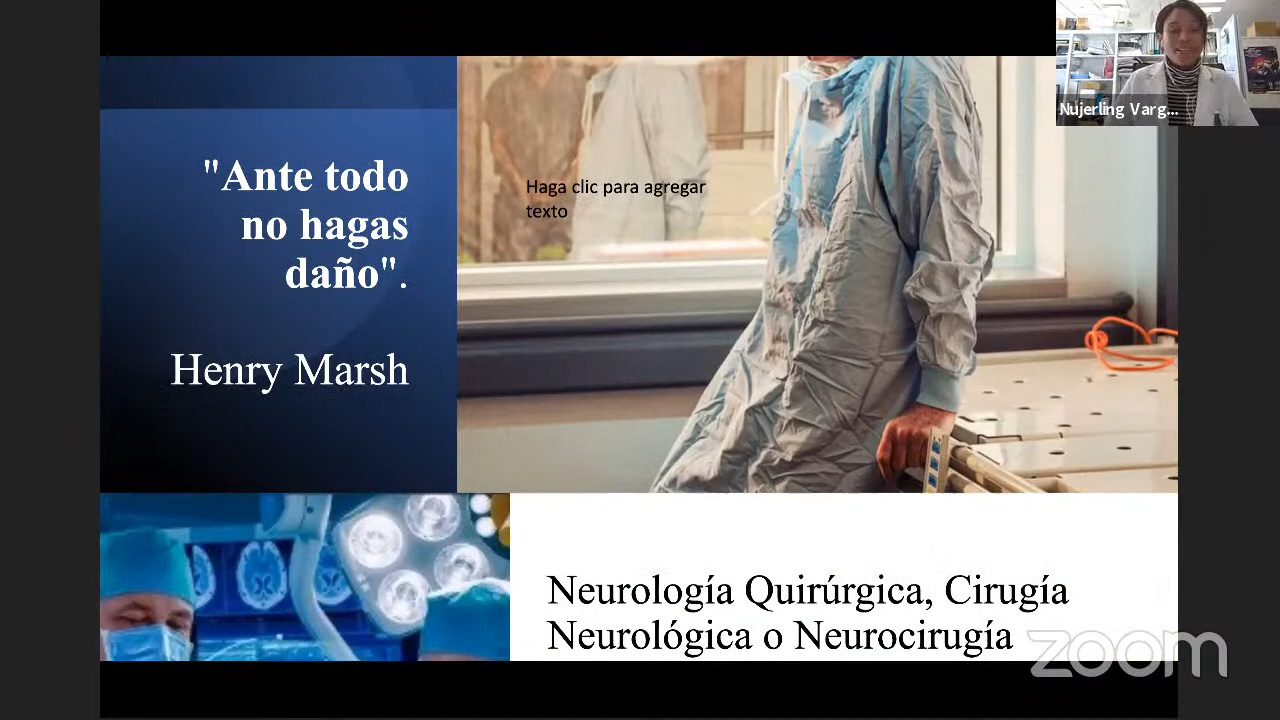 "Ante todo
no hagas
daño".
Henry Marsh
Haga clic para agregar
texto
Nujerling Varg...
Neurología Quirúrgica, Cirugía
Neurológica o Neurocirugía
zoom